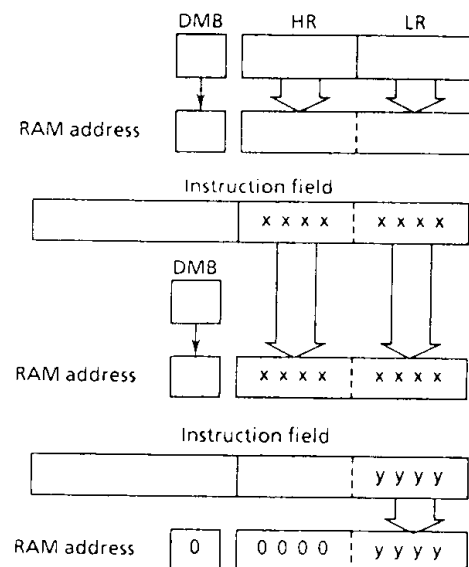 DMB HR LR
RAM address
Instruction field
x x x x x x x x
DMB
RAM address x x x x x x x x
Instruction field
y y y y
RAM address 0 0 0 0 0 y y y y